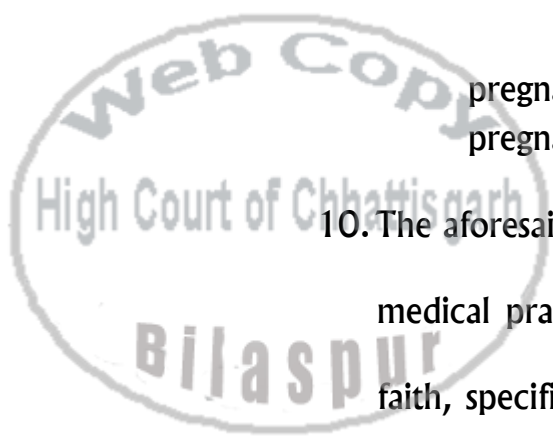 Web Copy
pregna
pregna
High Court of Chhattisgarh
10. The aforesai
medical pra
Bilaspur
faith, specifi